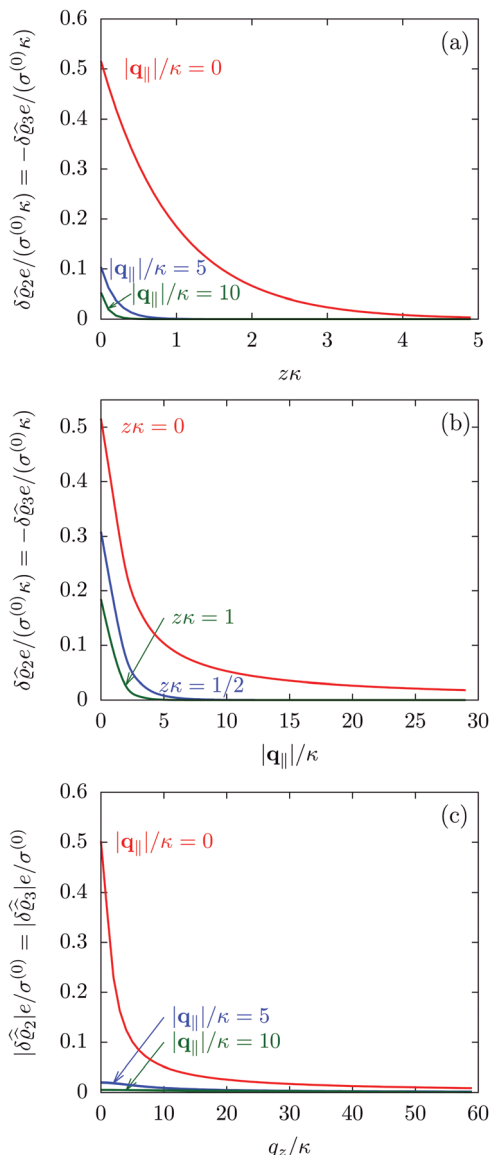 δϱ̂₂e/(σ⁽⁰⁾κ) = −δϱ̂₃e/(σ⁽⁰⁾κ)
0.6
0.5
0.4
0.3
0.2
0.1
0
(a)
|q∥|/κ = 0
|q∥|/κ = 5
|q∥|/κ = 10
0 1 2 3 4 5
zκ
δϱ̂₂e/(σ⁽⁰⁾κ) = −δϱ̂₃e/(σ⁽⁰⁾κ)
0.5
0.4
0.3
0.2
0.1
0
(b)
zκ = 0
zκ = 1
zκ = 1/2
0 5 10 15 20 25 30
|q∥|/κ
|δϱ̂̂₂|e/σ⁽⁰⁾ = |δϱ̂̂₃|e/σ⁽⁰⁾
0.6
0.5
0.4
0.3
0.2
0.1
0
(c)
|q∥|/κ = 0
|q∥|/κ = 5
|q∥|/κ = 10
0 10 20 30 40 50 60
q_z/κ